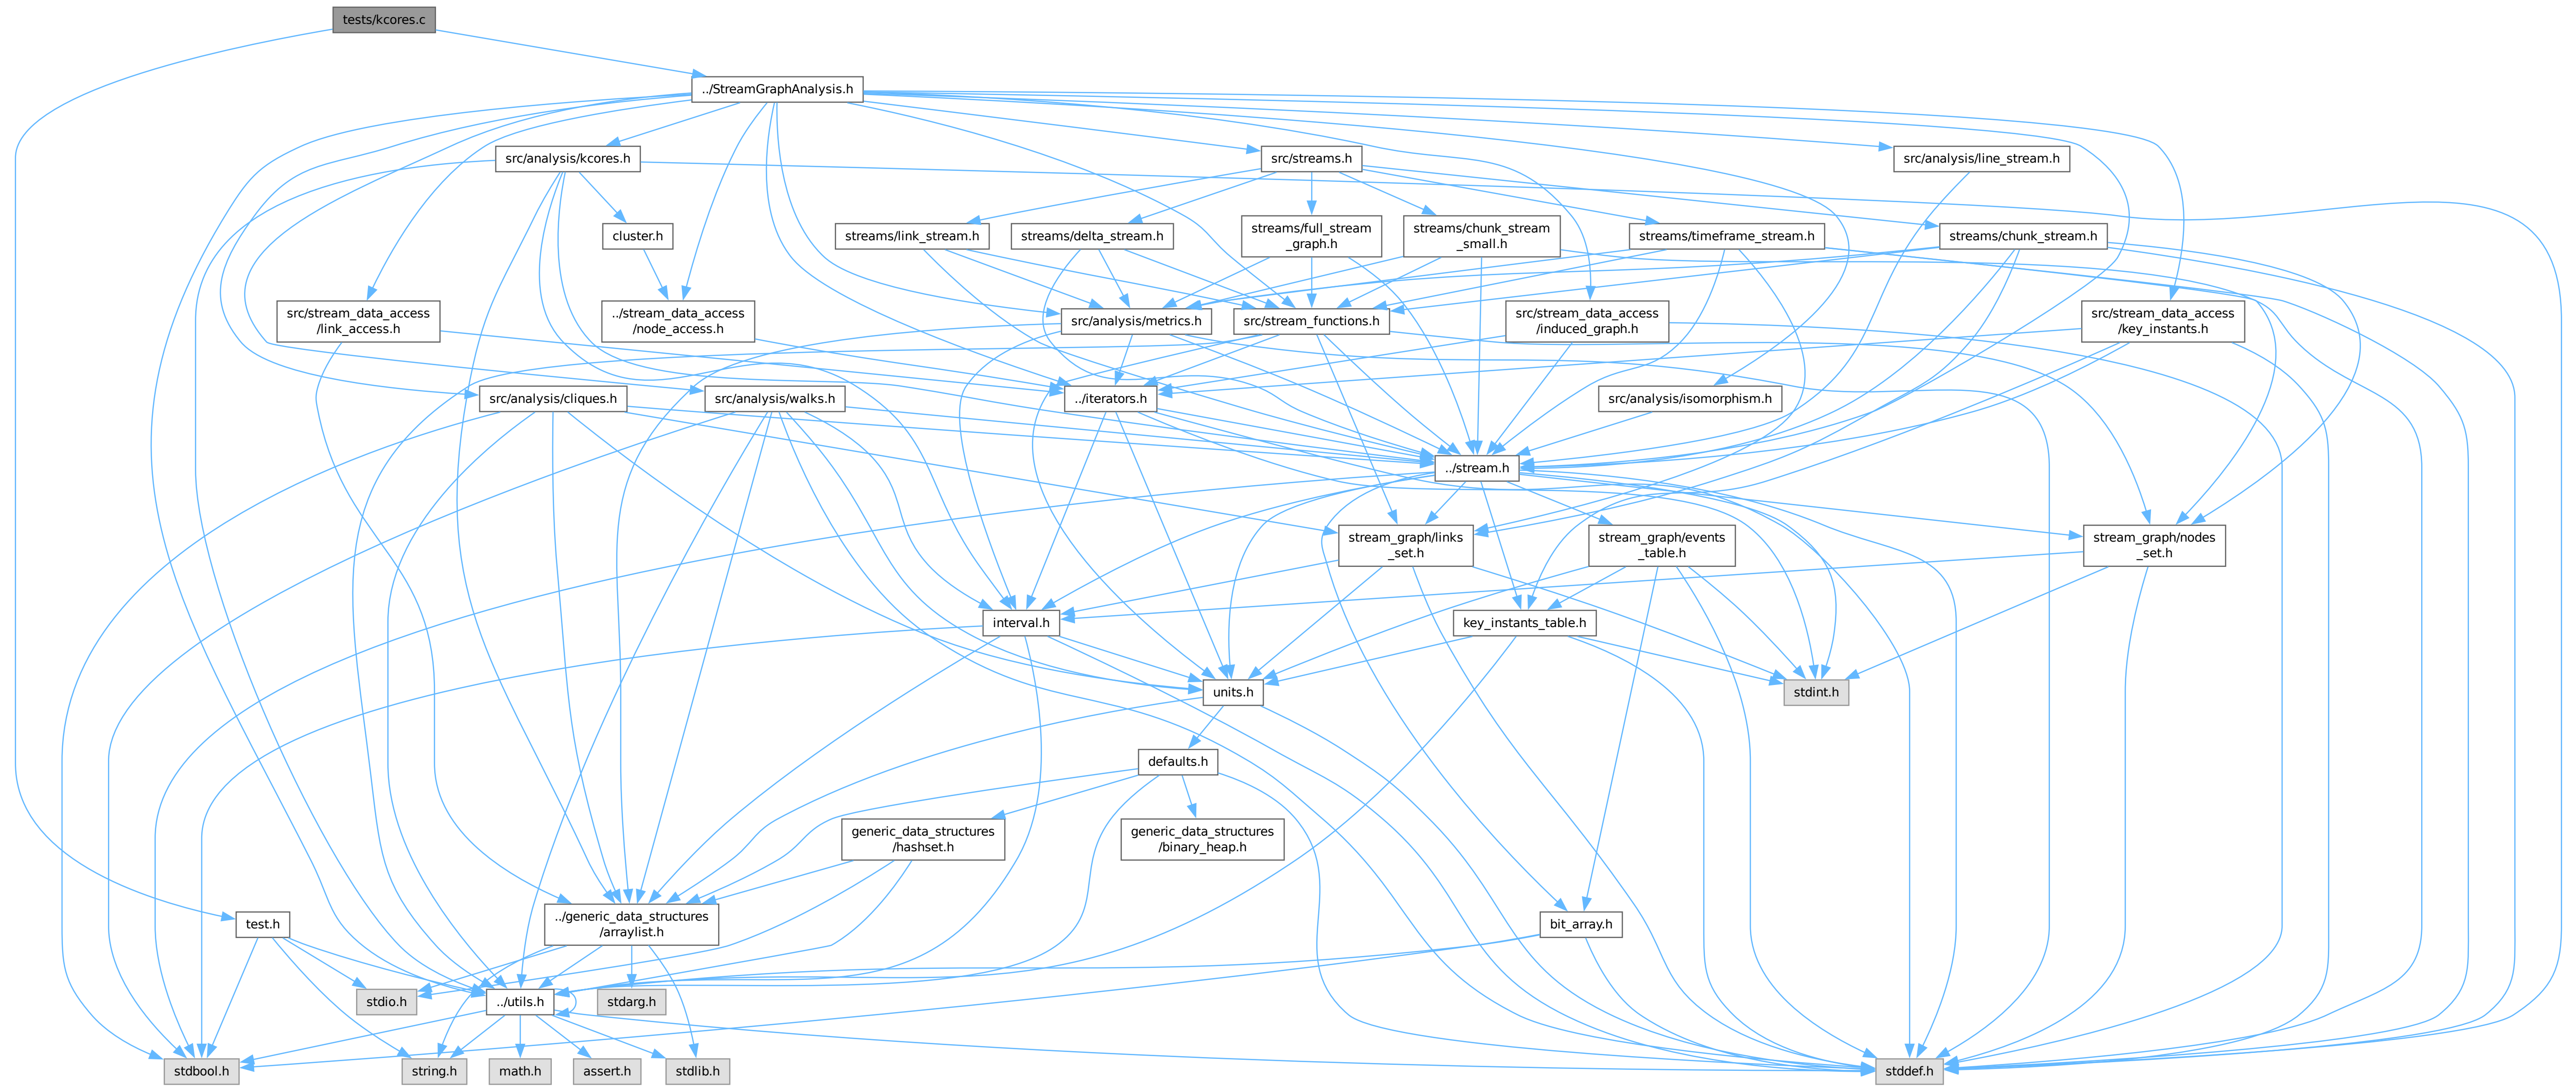 tests/kcores.c
../StreamGraphAnalysis.h
src/analysis/kcores.h
src/streams.h
src/analysis/line_stream.h
cluster.h
streams/link_stream.h
streams/delta_stream.h
streams/full_stream
_graph.h
streams/chunk_stream
_small.h
streams/timeframe_stream.h
streams/chunk_stream.h
src/stream_data_access
/link_access.h
../stream_data_access
/node_access.h
src/analysis/metrics.h
src/stream_functions.h
src/stream_data_access
/induced_graph.h
src/stream_data_access
/key_instants.h
src/analysis/cliques.h
src/analysis/walks.h
../iterators.h
src/analysis/isomorphism.h
../stream.h
stream_graph/links
_set.h
stream_graph/events
_table.h
stream_graph/nodes
_set.h
interval.h
key_instants_table.h
units.h
stdint.h
defaults.h
generic_data_structures
/hashset.h
generic_data_structures
/binary_heap.h
test.h
../generic_data_structures
/arraylist.h
bit_array.h
stdio.h
../utils.h
stdarg.h
stdbool.h
string.h
math.h
assert.h
stdlib.h
stddef.h